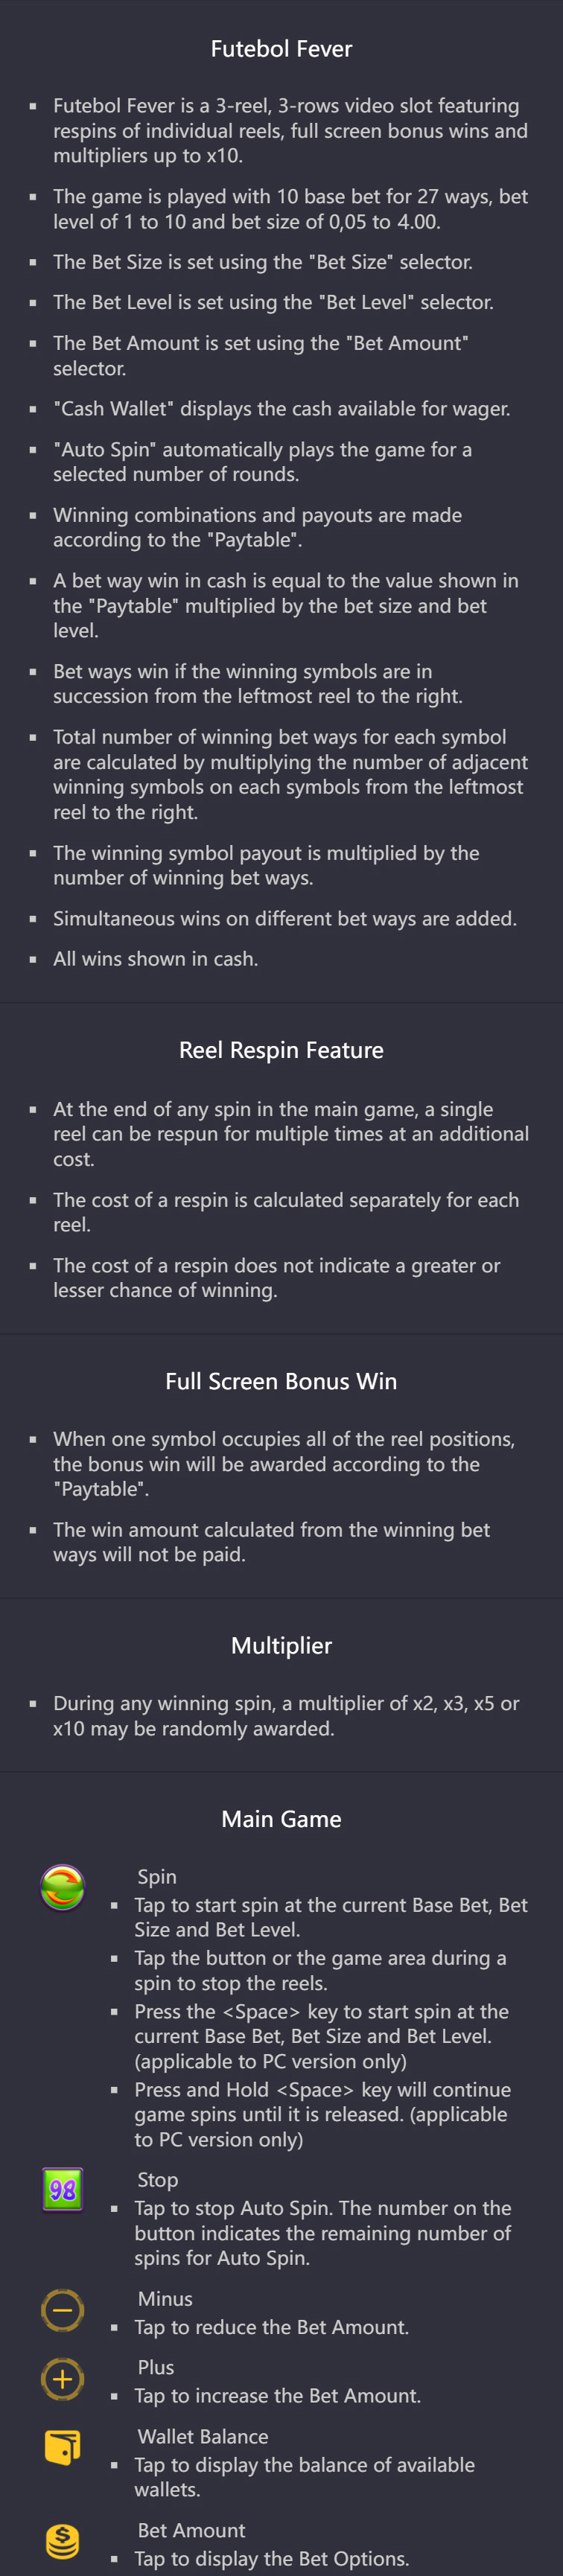 Futebol Fever
▪ Futebol Fever is a 3-reel, 3-rows video slot featuring
respins of individual reels, full screen bonus wins and
multipliers up to x10.
▪ The game is played with 10 base bet for 27 ways, bet
level of 1 to 10 and bet size of 0,05 to 4.00.
▪ The Bet Size is set using the "Bet Size" selector.
▪ The Bet Level is set using the "Bet Level" selector.
▪ The Bet Amount is set using the "Bet Amount"
selector.
▪ "Cash Wallet" displays the cash available for wager.
▪ "Auto Spin" automatically plays the game for a
selected number of rounds.
▪ Winning combinations and payouts are made
according to the "Paytable".
▪ A bet way win in cash is equal to the value shown in
the "Paytable" multiplied by the bet size and bet
level.
▪ Bet ways win if the winning symbols are in
succession from the leftmost reel to the right.
▪ Total number of winning bet ways for each symbol
are calculated by multiplying the number of adjacent
winning symbols on each symbols from the leftmost
reel to the right.
▪ The winning symbol payout is multiplied by the
number of winning bet ways.
▪ Simultaneous wins on different bet ways are added.
▪ All wins shown in cash.
Reel Respin Feature
▪ At the end of any spin in the main game, a single
reel can be respun for multiple times at an additional
cost.
▪ The cost of a respin is calculated separately for each
reel.
▪ The cost of a respin does not indicate a greater or
lesser chance of winning.
Full Screen Bonus Win
▪ When one symbol occupies all of the reel positions,
the bonus win will be awarded according to the
"Paytable".
▪ The win amount calculated from the winning bet
ways will not be paid.
Multiplier
▪ During any winning spin, a multiplier of x2, x3, x5 or
x10 may be randomly awarded.
Main Game
Spin
▪ Tap to start spin at the current Base Bet, Bet
Size and Bet Level.
▪ Tap the button or the game area during a
spin to stop the reels.
▪ Press the <Space> key to start spin at the
current Base Bet, Bet Size and Bet Level.
(applicable to PC version only)
▪ Press and Hold <Space> key will continue
game spins until it is released. (applicable
to PC version only)
98
Stop
▪ Tap to stop Auto Spin. The number on the
button indicates the remaining number of
spins for Auto Spin.
Minus
▪ Tap to reduce the Bet Amount.
Plus
▪ Tap to increase the Bet Amount.
Wallet Balance
▪ Tap to display the balance of available
wallets.
$
Bet Amount
▪ Tap to display the Bet Options.